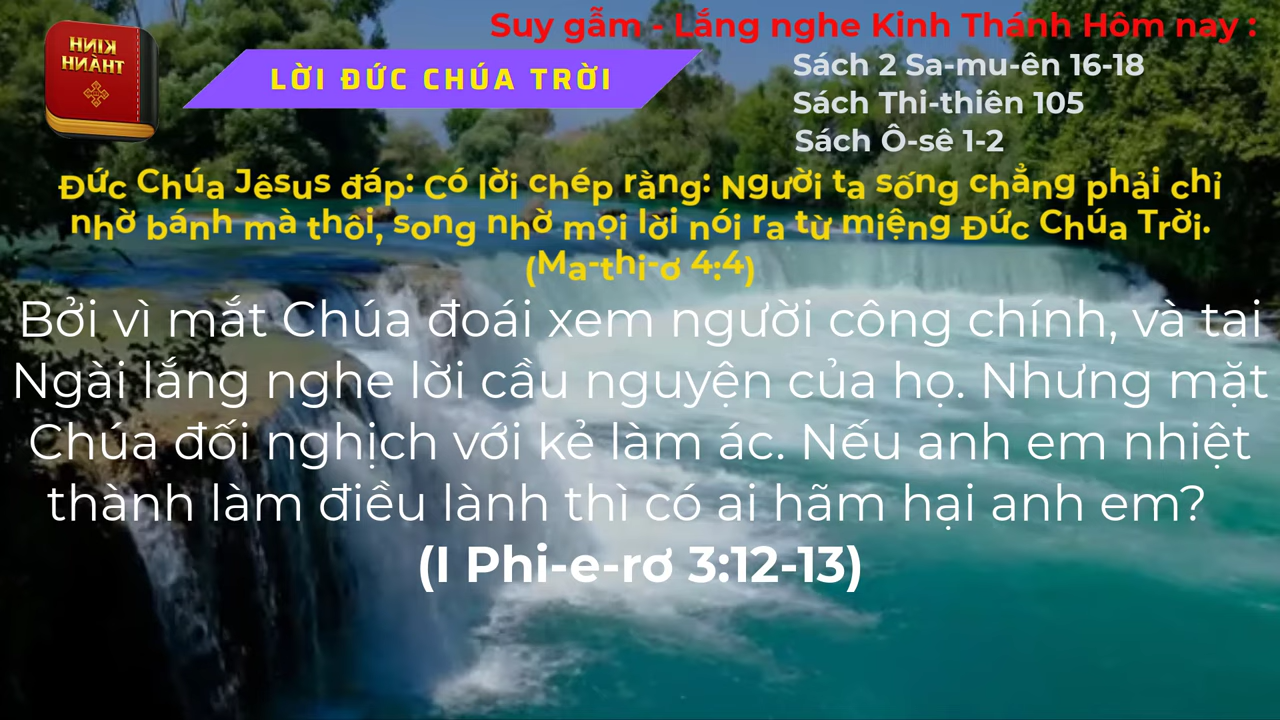 Suy gẫm - Lắng nghe Kinh Thánh Hôm nay :
KINH
THÁNH
LỜI ĐỨC CHÚA TRỜI
Sách 2 Sa-mu-ên 16-18
Sách Thi-thiên 105
Sách Ô-sê 1-2
Đức Chúa Jêsus đáp: Có lời chép rằng: Người ta sống chẳng phải chỉ
nhờ bánh mà thôi, song nhờ mọi lời nói ra từ miệng Đức Chúa Trời.
(Ma-thi-ơ 4:4)
Bởi vì mắt Chúa đoái xem người công chính, và tai
Ngài lắng nghe lời cầu nguyện của họ. Nhưng mặt
Chúa đối nghịch với kẻ làm ác. Nếu anh em nhiệt
thành làm điều lành thì có ai hãm hại anh em?
(I Phi-e-rơ 3:12-13)